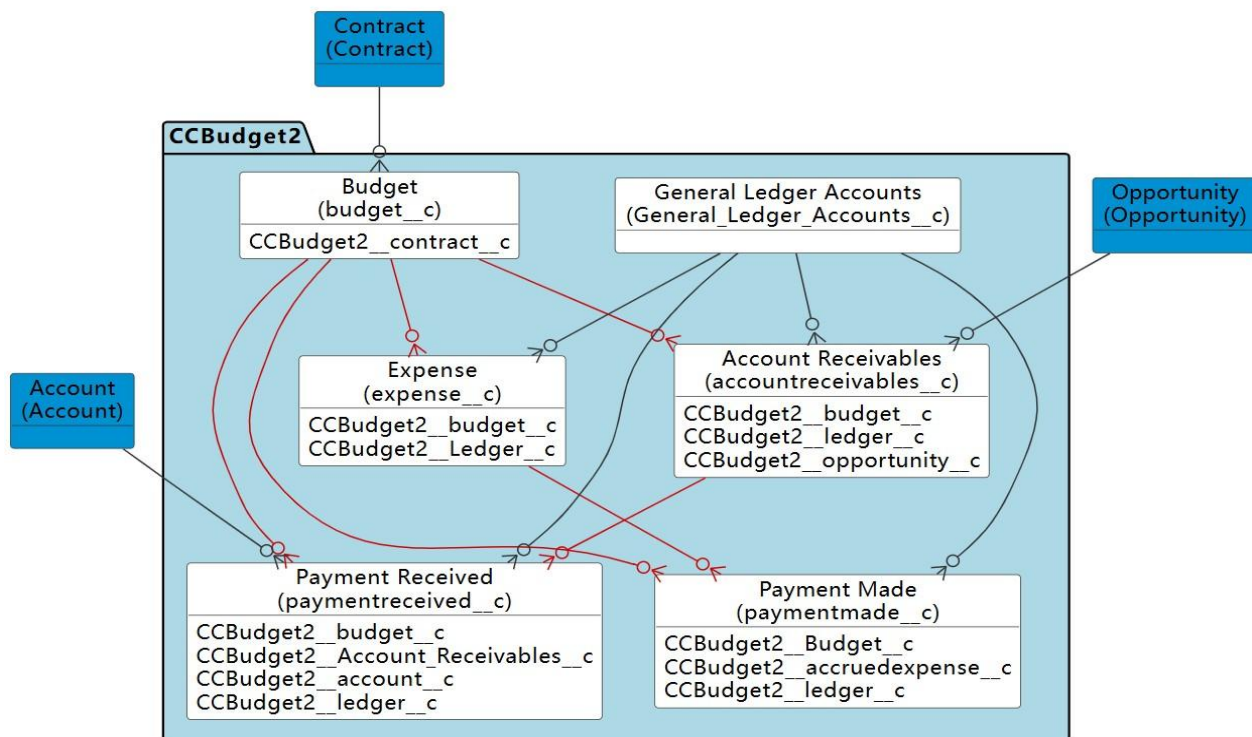 Contract
(Contract)
CCBudget2
Budget
(budget__c)
CCBudget2__contract__c
General Ledger Accounts
(General_Ledger_Accounts__c)
Opportunity
(Opportunity)
Expense
(expense__c)
CCBudget2__budget__c
CCBudget2__Ledger__c
Account Receivables
(accountreceivables__c)
CCBudget2__budget__c
CCBudget2__ledger__c
CCBudget2__opportunity__c
Account
(Account)
Payment Received
(paymentreceived__c)
CCBudget2__budget__c
CCBudget2__Account_Receivables__c
CCBudget2__account__c
CCBudget2__ledger__c
Payment Made
(paymentmade__c)
CCBudget2__Budget__c
CCBudget2__accruedexpense__c
CCBudget2__ledger__c